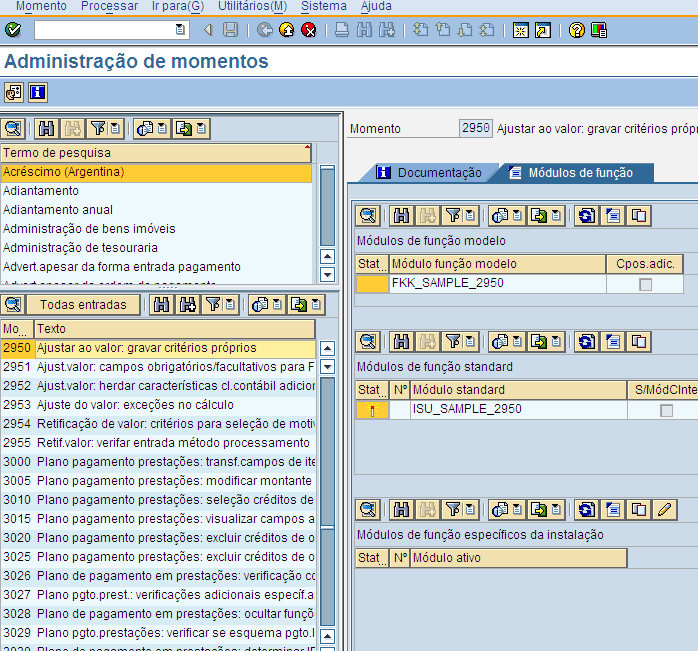 Momento Processar Ir para(G) Utilitários(M) Sistema Ajuda
Administração de momentos
Termo de pesquisa
Acréscimo (Argentina)
Adiantamento
Adiantamento anual
Administração de bens imóveis
Administração de tesouraria
Advert.apesar da forma entrada pagamento
Todas entradas
Mo... Texto
2950 Ajustar ao valor: gravar critérios próprios
2951 Ajust.valor: campos obrigatórios/facultativos para F
2952 Ajust.valor: herdar características cl.contábil adicior
2953 Ajuste do valor: exceções no cálculo
2954 Retificação de valor: critérios para seleção de motiv
2955 Retif.valor: verifar entrada método processamento
3000 Plano pagamento prestações: transf.campos de ite
3005 Plano pagamento prestações: modificar montante
3010 Plano pagamento prestações: seleção créditos de
3015 Plano pagamento prestações: visualizar campos a
3020 Plano pagamento prestações: excluir créditos de o
3025 Plano pagamento prestações: excluir créditos de o
3026 Plano de pagamento em prestações: verificação co
3027 Plano pgto.prest.: verificações adicionais específ.a
3028 Plano de pagamento em prestações: ocultar funçõ
3029 Plano pgto.prestações: verificar se esquema pgto.l
Momento 2950 Ajustar ao valor: gravar critérios própri
Documentação Módulos de função
Módulos de função modelo
Stat... Módulo função modelo Cpos.adic.
FKK_SAMPLE_2950
Módulos de função standard
Stat... Nº Módulo standard S/MódCInte
ISU_SAMPLE_2950
Módulos de função específicos da instalação
Stat... Nº Módulo ativo